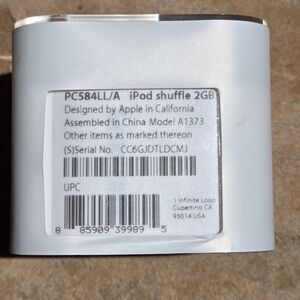 PC584LL/A iPod shuffle 2GB
Designed by Apple in California
Assembled in China Model A1373
Other items as marked thereon
(S)Serial No. CC6GJDTLDCMJ
UPC
1 Infinite Loop
Cupertino CA
95014 USA
8 85909 39989 5